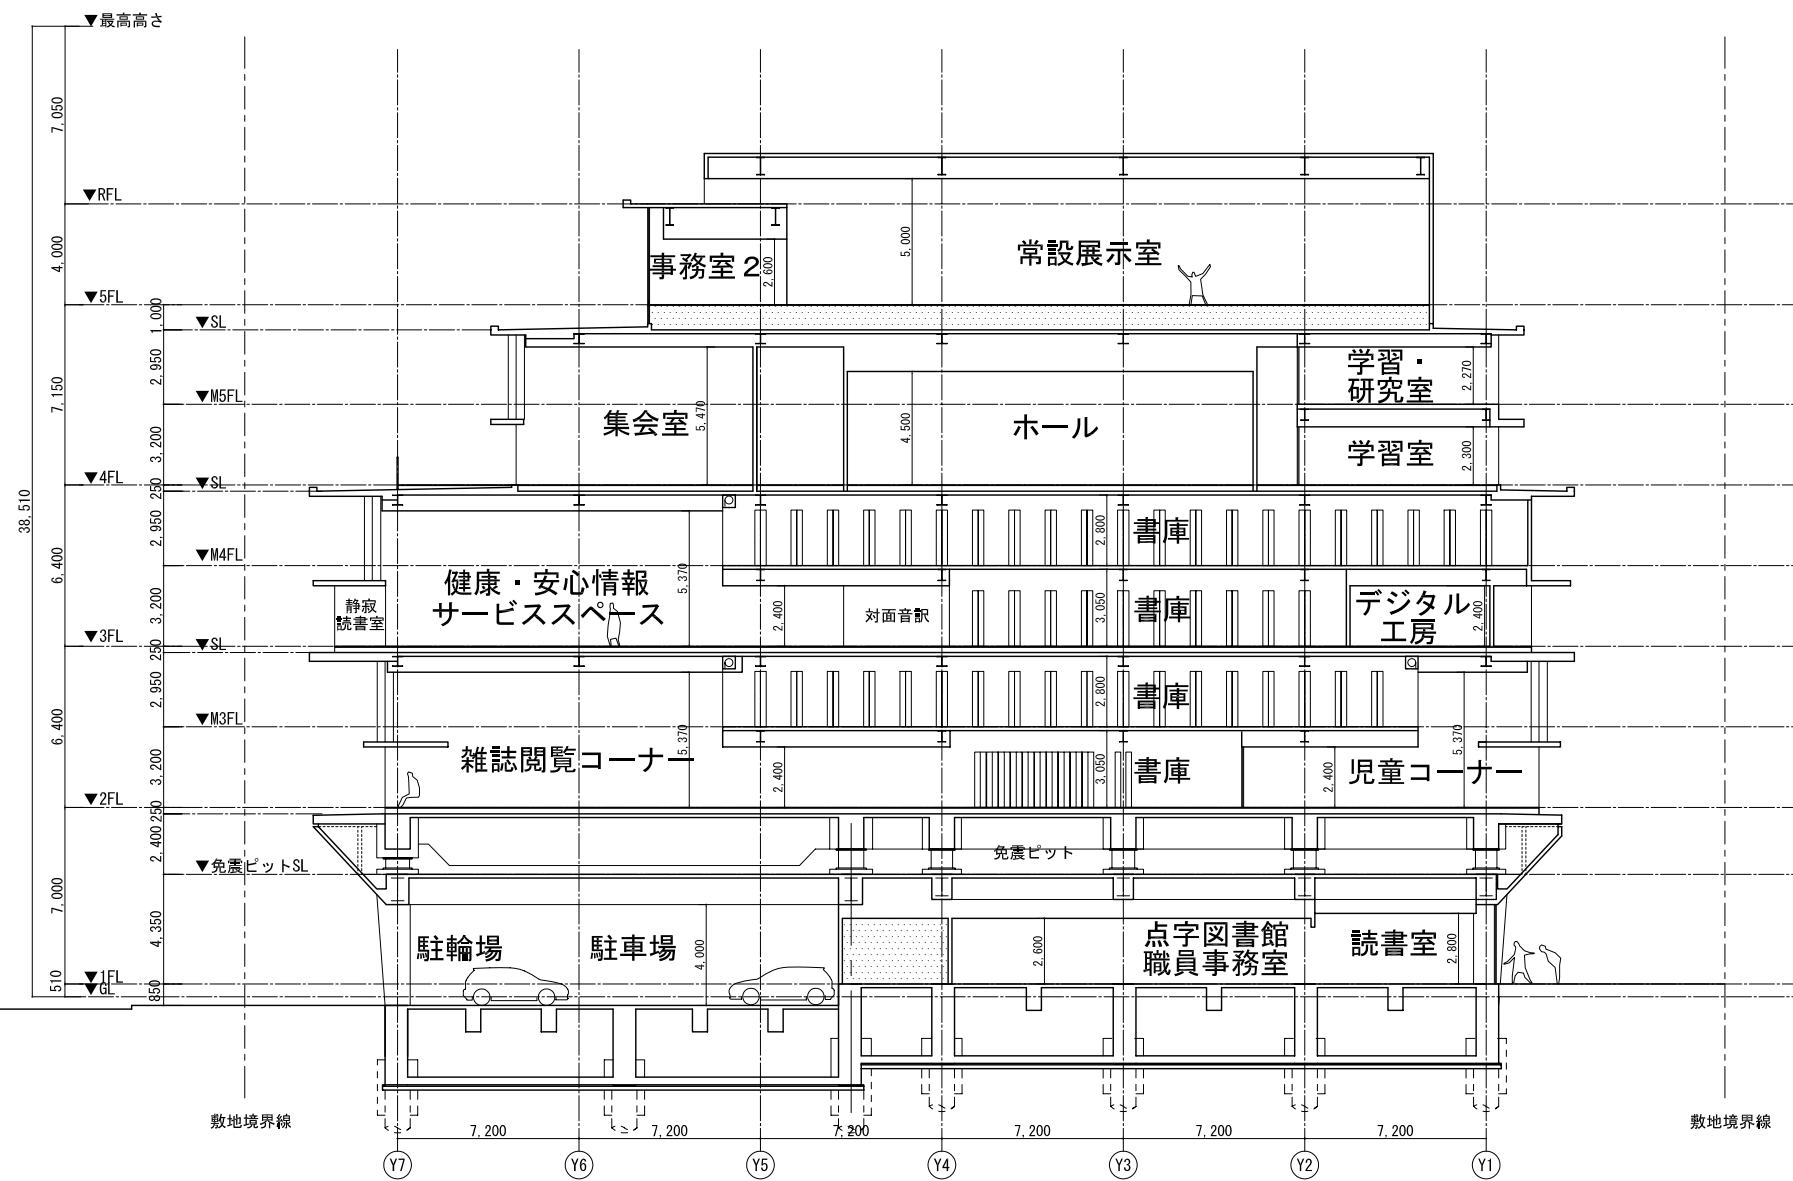 ▼最高高さ
7,050
▼RFL
4,000
5,000
常設展示室
事務室2
2,600
▼5FL
1,000
▼SL
2,950
7,150
学習・
研究室
2,270
▼M5FL
集会室
5,470
4,500
ホール
3,200
学習室
2,300
▼4FL
▼SL
250
38,510
2,950
2,800
書庫
▼M4FL
6,400
健康・安心情報
サービススペース
5,370
静寂
読書室
3,200
2,400
対面音訳
3,050
書庫
デジタル
工房
2,400
▼3FL
▼SL
250
2,950
2,800
書庫
▼M3FL
6,400
雑誌閲覧コーナー
5,370
3,200
2,400
3,050
書庫
2,400
児童コーナー
5,370
▼2FL
250
2,400
免震ピット
▼免震ピットSL
7,000
4,350
駐輪場
駐車場
4,000
2,600
点字図書館
職員事務室
読書室
2,800
▼1FL
510
▼GL
850
敷地境界線
敷地境界線
7,200
7,200
7,200
7,200
7,200
7,200
Y7
Y6
Y5
Y4
Y3
Y2
Y1